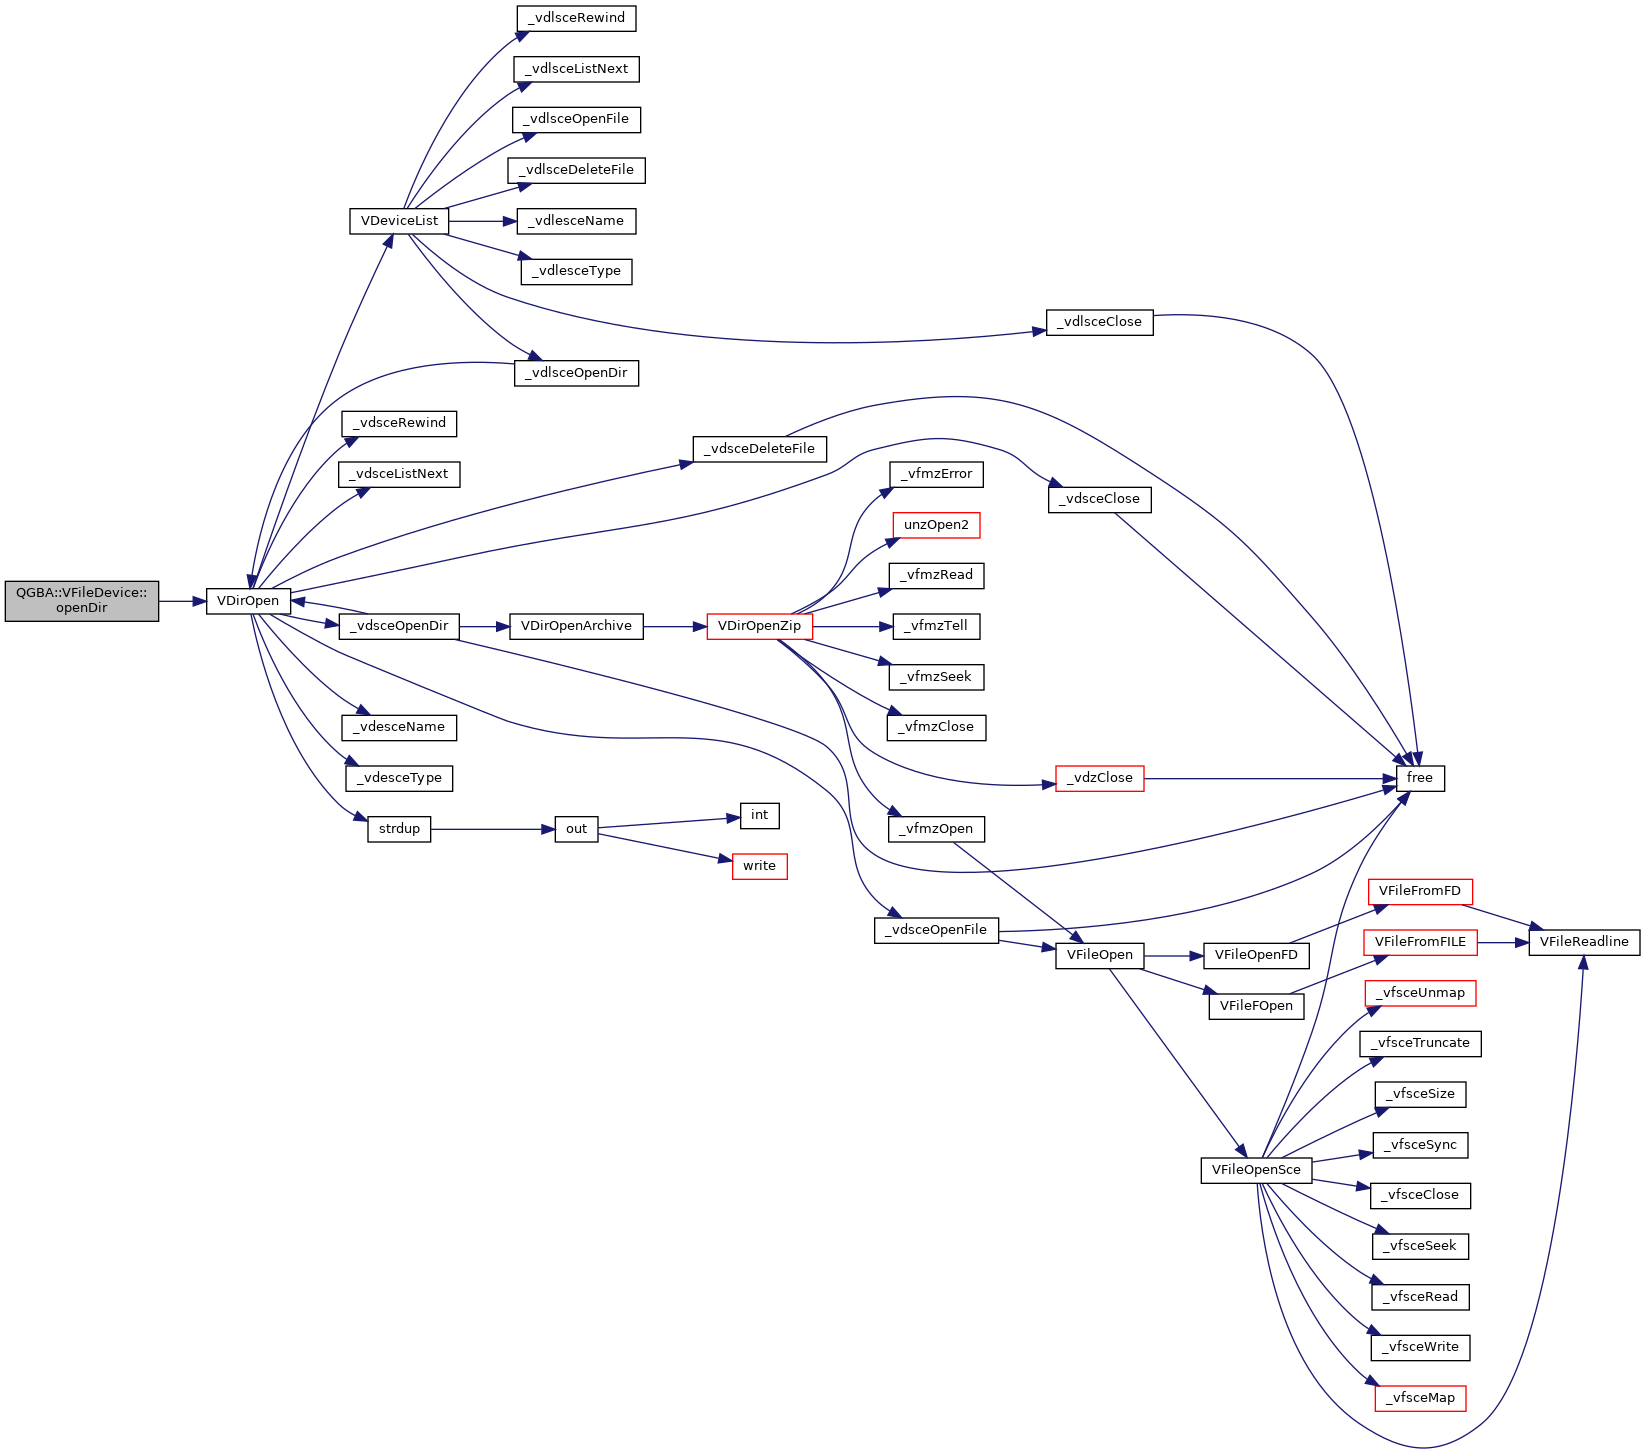 _vdlsceRewind
_vdlsceListNext
_vdlsceOpenFile
_vdlsceDeleteFile
VDeviceList
_vdlesceName
_vdlesceType
_vdlsceClose
_vdlsceOpenDir
_vdsceRewind
_vdsceDeleteFile
_vdsceListNext
_vfmzError
_vdsceClose
unzOpen2
_vfmzRead
QGBA::VFileDevice::
openDir
VDirOpen
_vdsceOpenDir
VDirOpenArchive
VDirOpenZip
_vfmzTell
_vfmzSeek
_vdesceName
_vfmzClose
_vdesceType
_vdzClose
free
int
strdup
out
_vfmzOpen
write
VFileFromFD
_vdsceOpenFile
VFileFromFILE
VFileReadline
VFileOpen
VFileOpenFD
_vfsceUnmap
VFileFOpen
_vfsceTruncate
_vfsceSize
_vfsceSync
VFileOpenSce
_vfsceClose
_vfsceSeek
_vfsceRead
_vfsceWrite
_vfsceMap